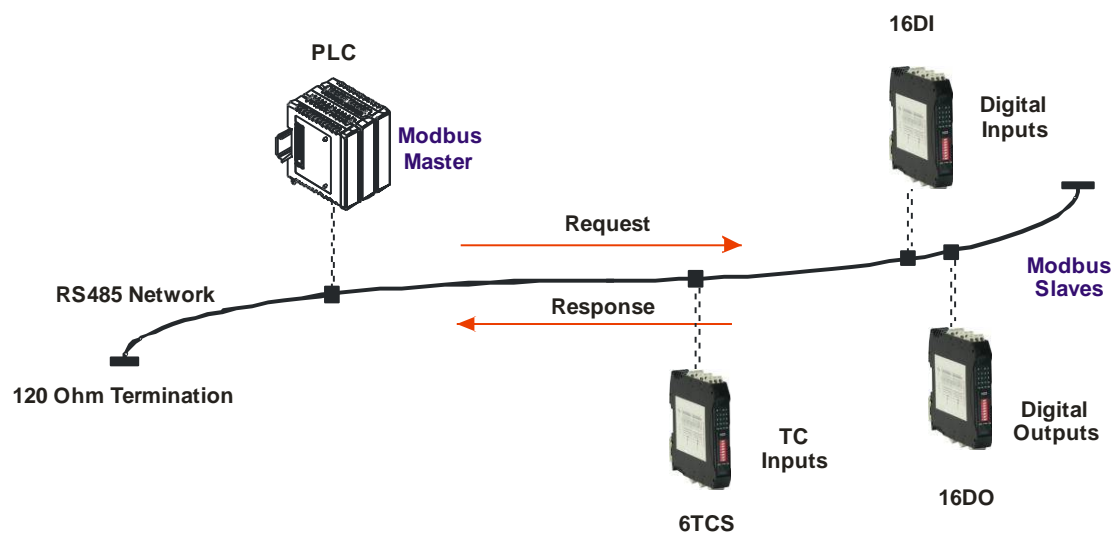 16DI
PLC
Digital
Inputs
Modbus
Master
Request
Modbus
Slaves
RS485 Network
Response
120 Ohm Termination
TC
Inputs
Digital
Outputs
16DO
6TCS